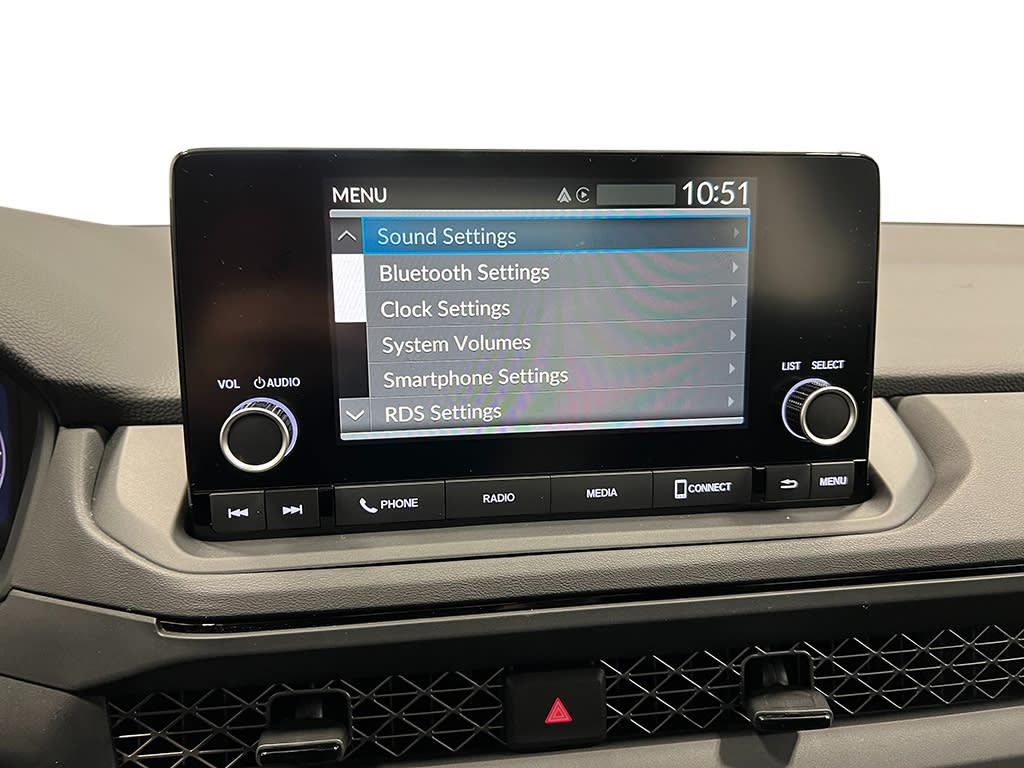 MENU 10:51
Sound Settings
Bluetooth Settings
Clock Settings
System Volumes
Smartphone Settings
RDS Settings
VOL AUDIO
LIST SELECT
PHONE RADIO MEDIA CONNECT MENU